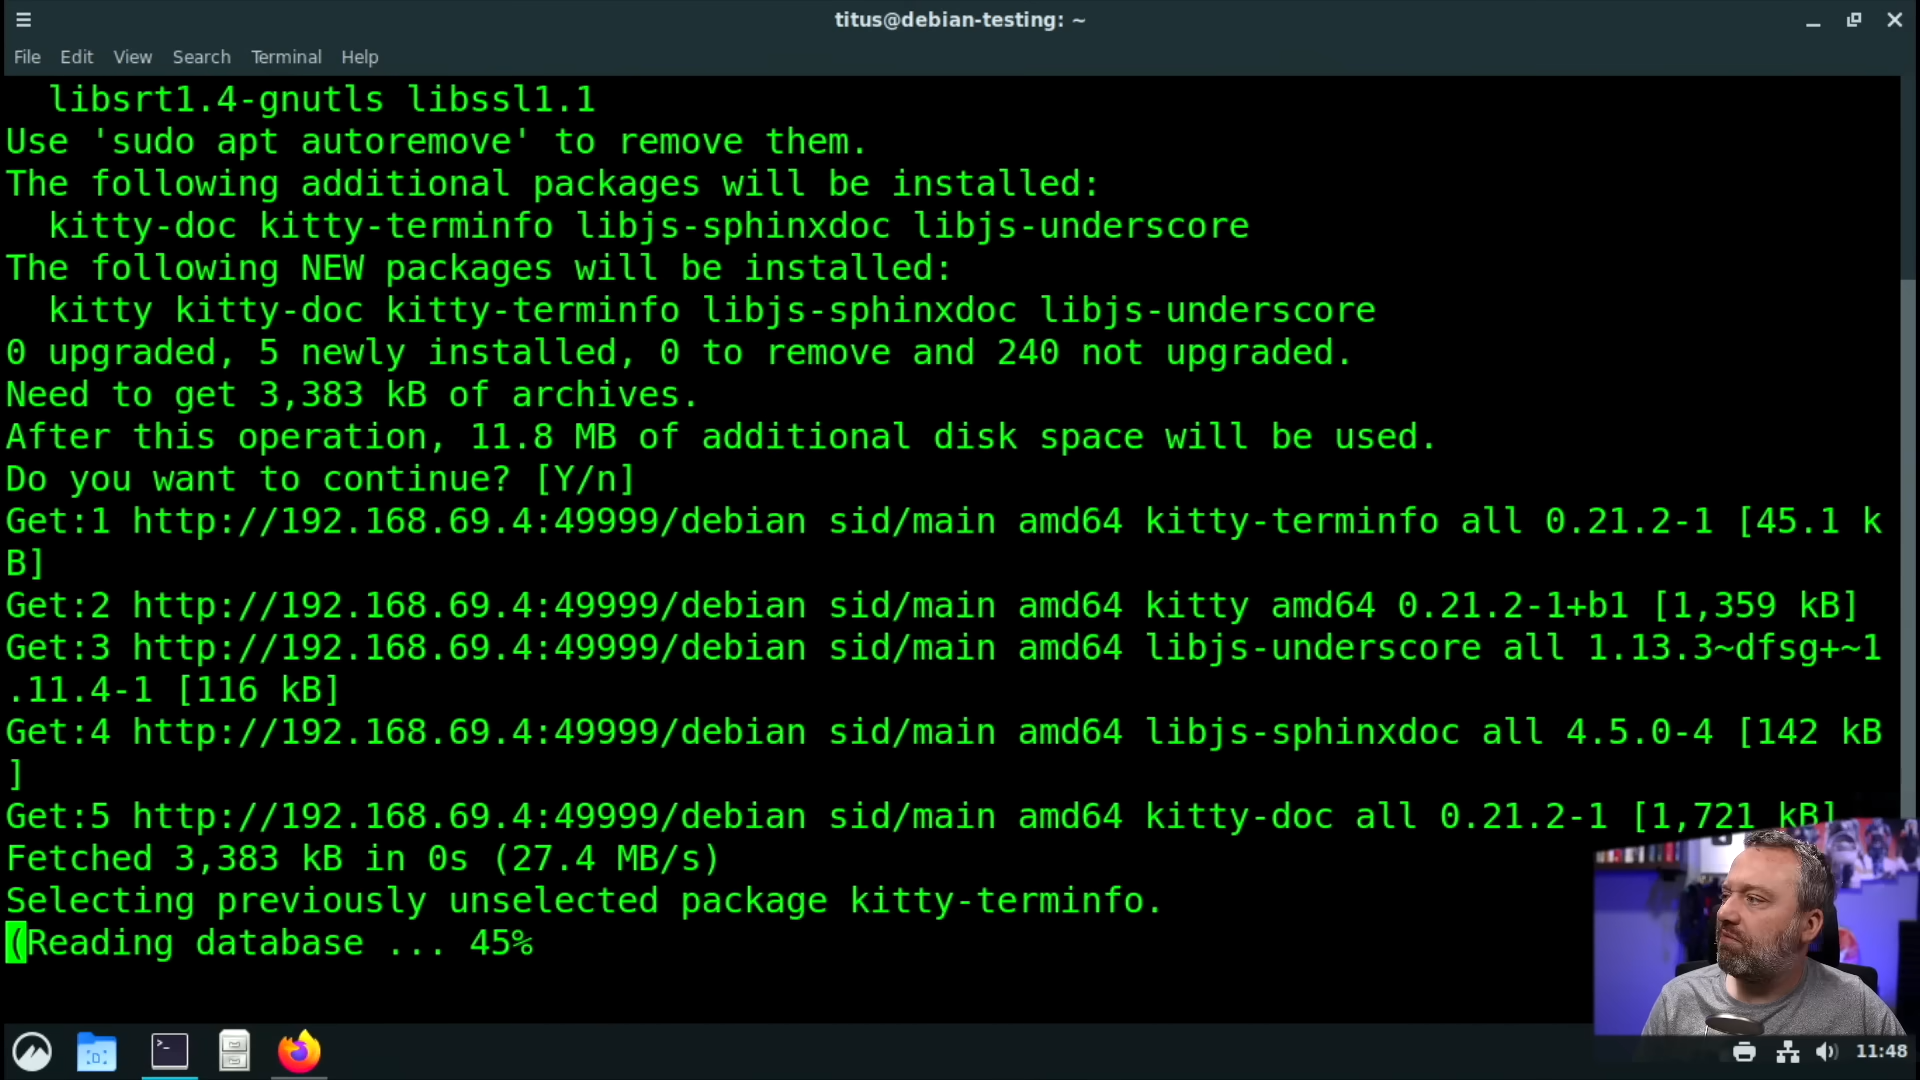 titus@debian-testing: ~
File Edit View Search Terminal Help
libsrt1.4-gnutls libssl1.1
Use 'sudo apt autoremove' to remove them.
The following additional packages will be installed:
kitty-doc kitty-terminfo libjs-sphinxdoc libjs-underscore
The following NEW packages will be installed:
kitty kitty-doc kitty-terminfo libjs-sphinxdoc libjs-underscore
0 upgraded, 5 newly installed, 0 to remove and 240 not upgraded.
Need to get 3,383 kB of archives.
After this operation, 11.8 MB of additional disk space will be used.
Do you want to continue? [Y/n]
Get:1 http://192.168.69.4:49999/debian sid/main amd64 kitty-terminfo all 0.21.2-1 [45.1 k
B]
Get:2 http://192.168.69.4:49999/debian sid/main amd64 kitty amd64 0.21.2-1+b1 [1,359 kB]
Get:3 http://192.168.69.4:49999/debian sid/main amd64 libjs-underscore all 1.13.3~dfsg+~1
.11.4-1 [116 kB]
Get:4 http://192.168.69.4:49999/debian sid/main amd64 libjs-sphinxdoc all 4.5.0-4 [142 kB
]
Get:5 http://192.168.69.4:49999/debian sid/main amd64 kitty-doc all 0.21.2-1 [1,721 kB]
Fetched 3,383 kB in 0s (27.4 MB/s)
Selecting previously unselected package kitty-terminfo.
(Reading database ... 45%
11:48